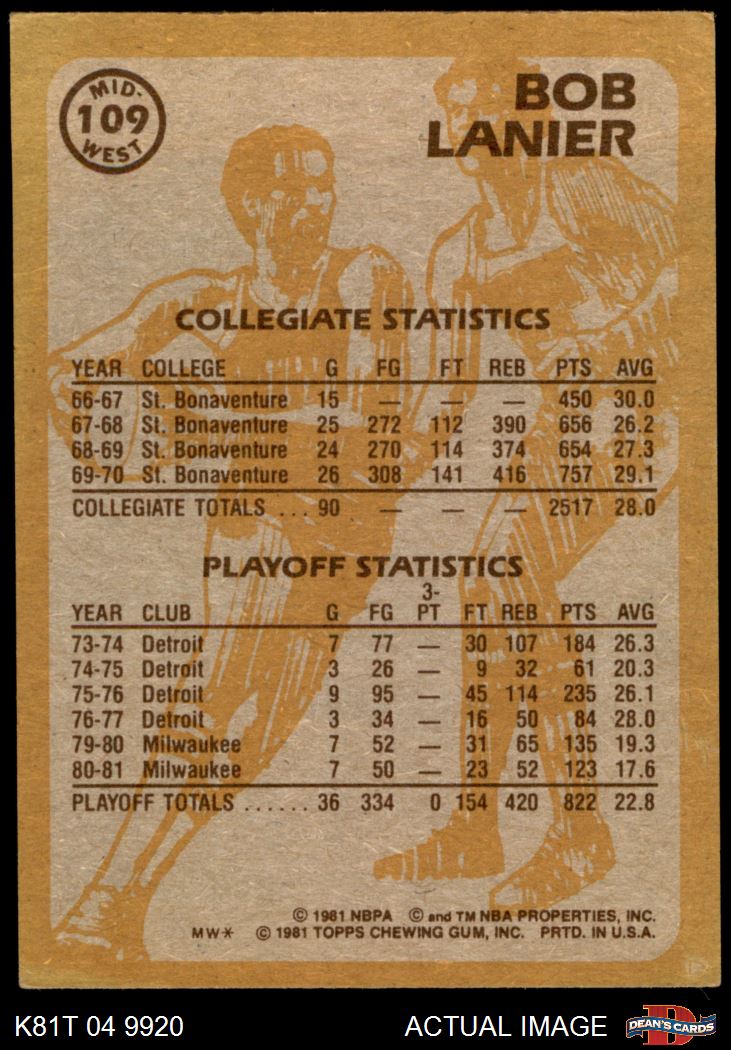 MID-
109
WEST
BOB
LANIER
COLLEGIATE STATISTICS
YEAR COLLEGE G FG FT REB PTS AVG
66-67 St. Bonaventure 15 — — — 450 30.0
67-68 St. Bonaventure 25 272 112 390 656 26.2
68-69 St. Bonaventure 24 270 114 374 654 27.3
69-70 St. Bonaventure 26 308 141 416 757 29.1
COLLEGIATE TOTALS ... 90 — — — 2517 28.0
PLAYOFF STATISTICS
3-
YEAR CLUB G FG PT FT REB PTS AVG
73-74 Detroit 7 77 — 30 107 184 26.3
74-75 Detroit 3 26 — 9 32 61 20.3
75-76 Detroit 9 95 — 45 114 235 26.1
76-77 Detroit 3 34 — 16 50 84 28.0
79-80 Milwaukee 7 52 — 31 65 135 19.3
80-81 Milwaukee 7 50 — 23 52 123 17.6
PLAYOFF TOTALS ...... 36 334 0 154 420 822 22.8
© 1981 NBPA © and TM NBA PROPERTIES, INC.
MW* © 1981 TOPPS CHEWING GUM, INC. PRTD. IN U.S.A.
K81T 04 9920 ACTUAL IMAGE D DEAN'S CARDS